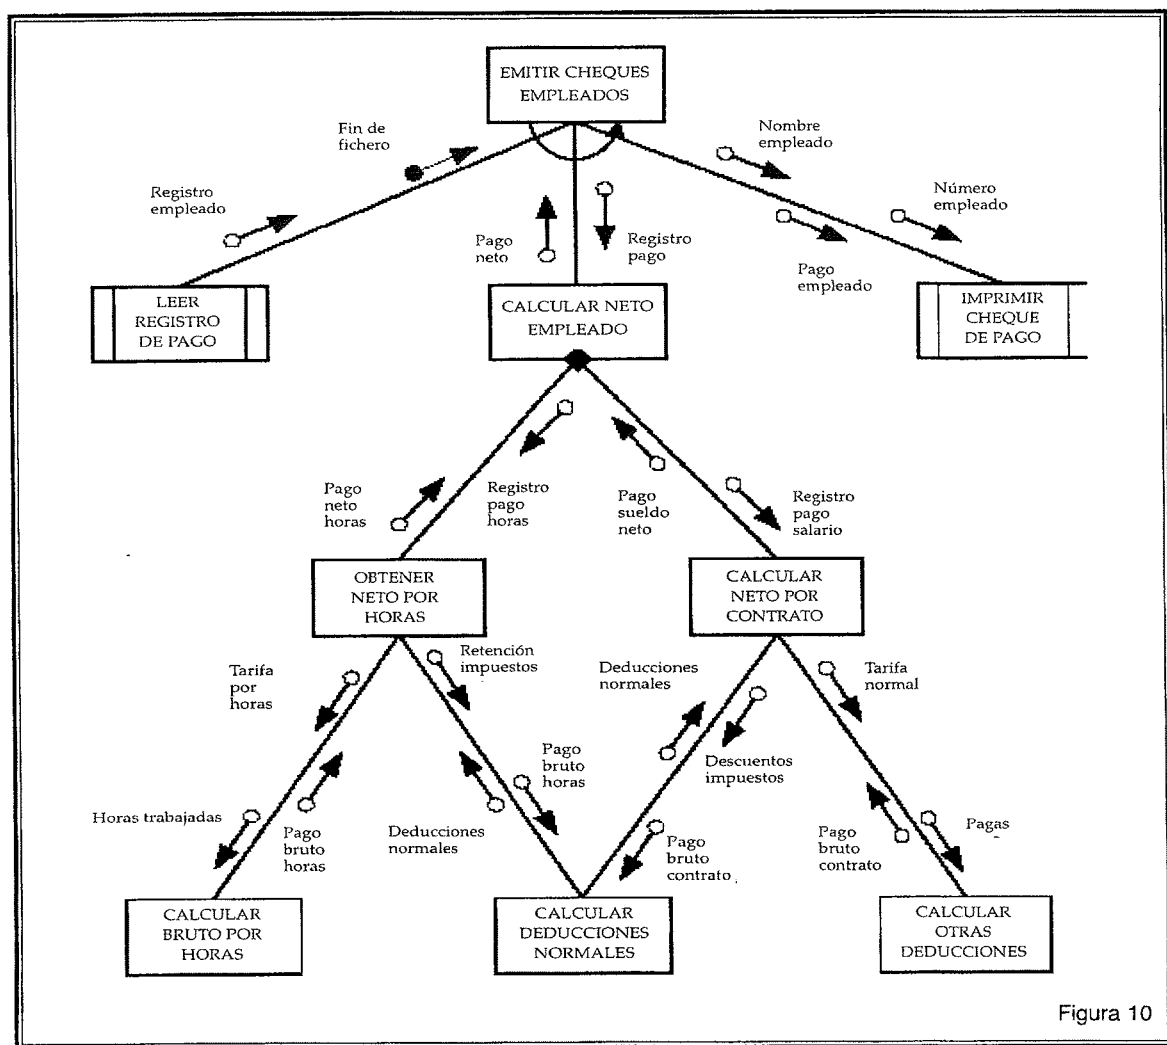 EMITIR CHEQUES
EMPLEADOS
Fin de
fichero
Nombre
empleado
Registro
empleado
Número
empleado
Pago
neto
Registro
pago
Pago
empleado
LEER
REGISTRO
DE PAGO
CALCULAR NETO
EMPLEADO
IMPRIMIR
CHEQUE
DE PAGO
Pago
neto
horas
Registro
pago
horas
Pago
sueldo
neto
Registro
pago
salario
OBTENER
NETO POR
HORAS
CALCULAR
NETO POR
CONTRATO
Tarifa
por
horas
Retención
impuestos
Deducciones
normales
Tarifa
normal
Pago
bruto
horas
Descuentos
impuestos
Horas trabajadas
Pago
bruto
horas
Deducciones
normales
Pago
bruto
contrato
Pago
bruto
contrato
Pagas
CALCULAR
BRUTO POR
HORAS
CALCULAR
DEDUCCIONES
NORMALES
CALCULAR
OTRAS
DEDUCCIONES
Figura 10